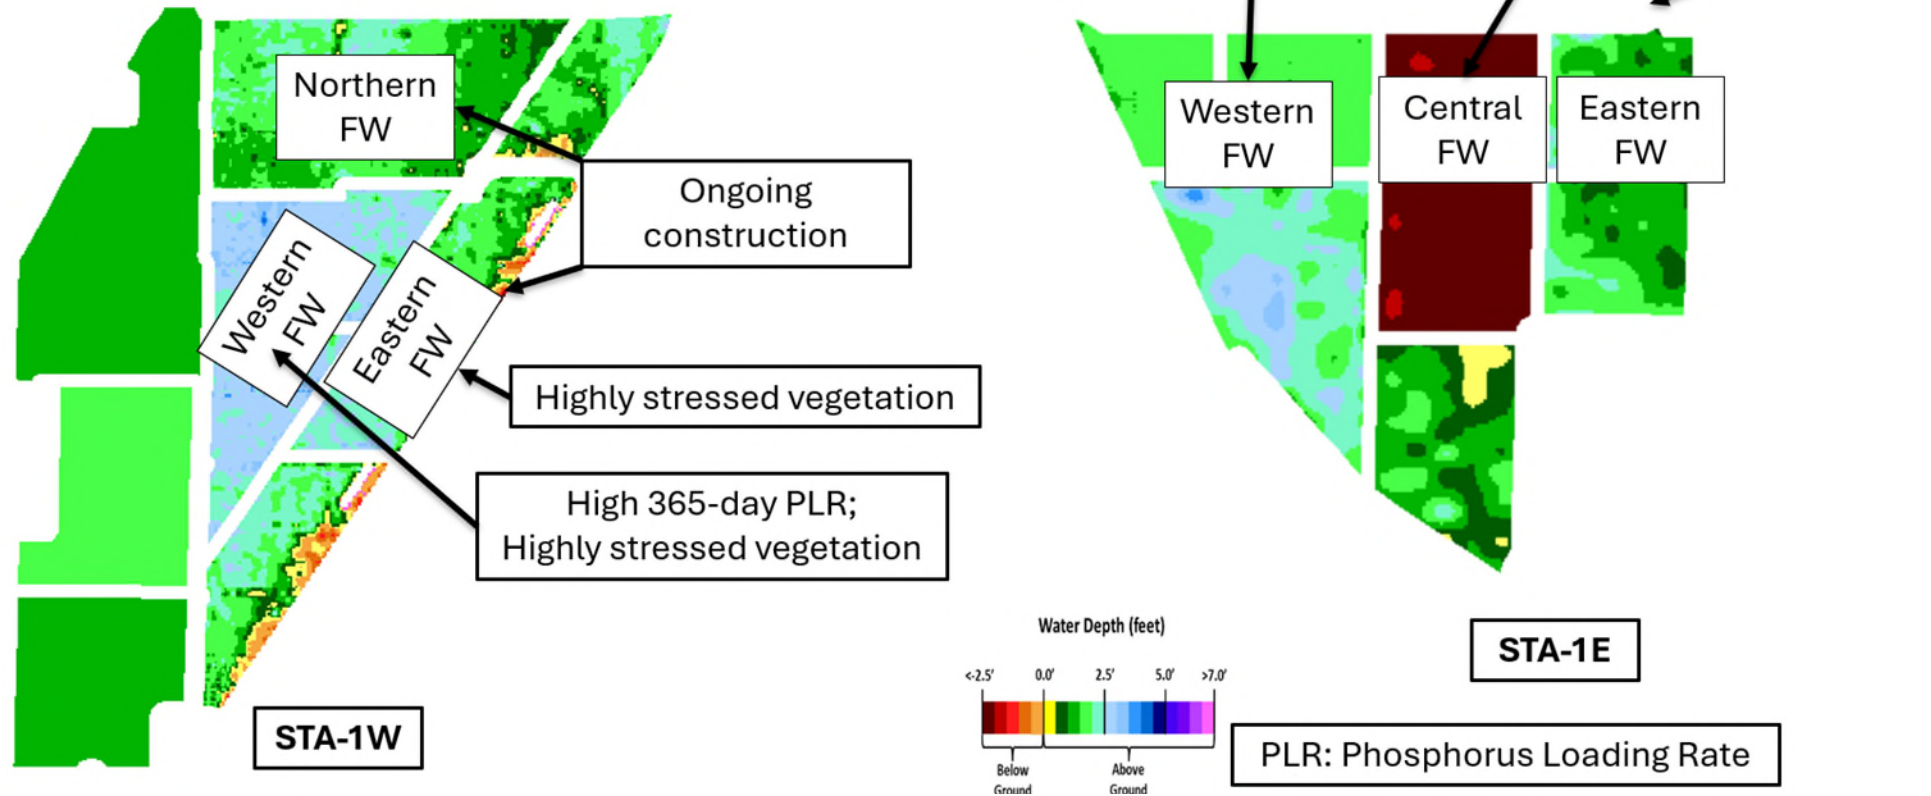 Northern
FW
Ongoing
construction
Western
FW
Eastern
FW
Highly stressed vegetation
High 365-day PLR;
Highly stressed vegetation
STA-1W
Western
FW
Central
FW
Eastern
FW
STA-1E
Water Depth (feet)
<-2.5' 0.0' 2.5' 5.0' >7.0'
Below
Ground
Above
Ground
PLR: Phosphorus Loading Rate